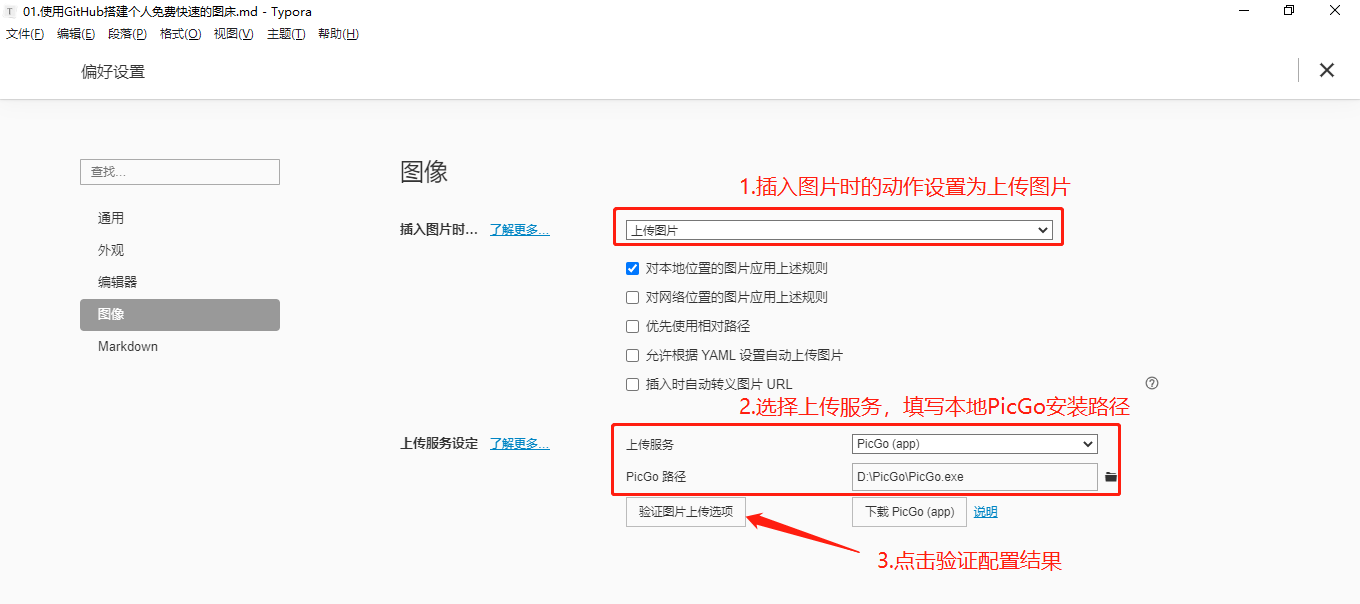 T 01.使用GitHub搭建个人免费快速的图床.md - Typora
文件(F) 编辑(E) 段落(P) 格式(O) 视图(V) 主题(T) 帮助(H)
偏好设置
查找...
通用
外观
编辑器
图像
Markdown
图像
1.插入图片时的动作设置为上传图片
插入图片时... 了解更多...
上传图片
对本地位置的图片应用上述规则
对网络位置的图片应用上述规则
优先使用相对路径
允许根据 YAML 设置自动上传图片
插入时自动转义图片 URL
2.选择上传服务，填写本地PicGo安装路径
上传服务设定 了解更多...
上传服务 PicGo (app)
PicGo 路径 D:\PicGo\PicGo.exe
验证图片上传选项 下载 PicGo (app) 说明
3.点击验证配置结果